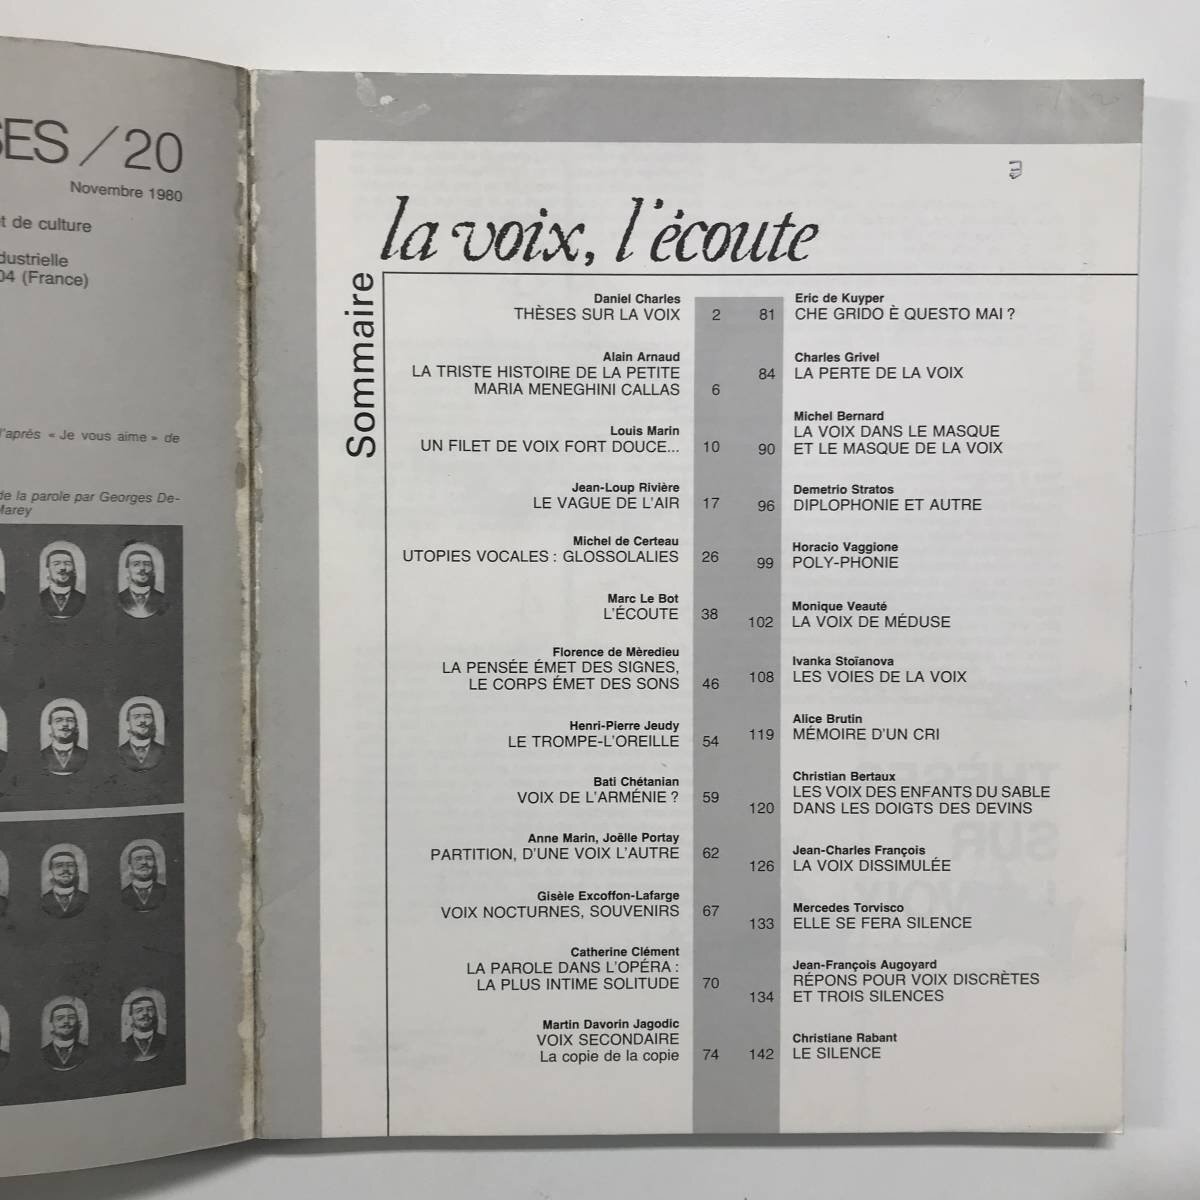 /20
Novembre 1980
de culture
04 (France)
« Je vous aime » de
de la parole par Georges De-
Marey
la voix, l'écoute
Sommaire
Daniel Charles
THÈSES SUR LA VOIX 2
Alain Arnaud
LA TRISTE HISTOIRE DE LA PETITE
MARIA MENEGHINI CALLAS 6
Louis Marin
UN FILET DE VOIX FORT DOUCE... 10
Jean-Loup Rivière
LE VAGUE DE L'AIR 17
Michel de Certeau
UTOPIES VOCALES : GLOSSOLALIES 26
Marc Le Bot
L'ÉCOUTE 38
Florence de Mèredieu
LA PENSÉE ÉMET DES SIGNES,
LE CORPS ÉMET DES SONS 46
Henri-Pierre Jeudy
LE TROMPE-L'OREILLE 54
Bati Chétanian
VOIX DE L'ARMÉNIE ? 59
Anne Marin, Joëlle Portay
PARTITION, D'UNE VOIX L'AUTRE 62
Gisèle Excoffon-Lafarge
VOIX NOCTURNES, SOUVENIRS 67
Catherine Clément
LA PAROLE DANS L'OPÉRA :
LA PLUS INTIME SOLITUDE 70
Martin Davorin Jagodic
VOIX SECONDAIRE
La copie de la copie 74
Eric de Kuyper
81 CHE GRIDO È QUESTO MAI ?
Charles Grivel
84 LA PERTE DE LA VOIX
Michel Bernard
LA VOIX DANS LE MASQUE
90 ET LE MASQUE DE LA VOIX
Demetrio Stratos
96 DIPLOPHONIE ET AUTRE
Horacio Vaggione
99 POLY-PHONIE
Monique Veauté
102 LA VOIX DE MÉDUSE
Ivanka Stoïanova
108 LES VOIES DE LA VOIX
Alice Brutin
119 MÉMOIRE D'UN CRI
Christian Bertaux
LES VOIX DES ENFANTS DU SABLE
120 DANS LES DOIGTS DES DEVINS
Jean-Charles François
126 LA VOIX DISSIMULÉE
Mercedes Torvisco
133 ELLE SE FERA SILENCE
Jean-François Augoyard
RÉPONS POUR VOIX DISCRÈTES
134 ET TROIS SILENCES
Christiane Rabant
142 LE SILENCE